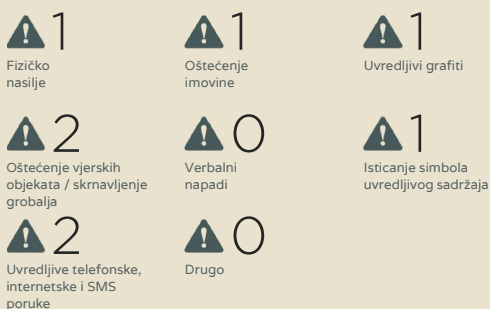 1
Fizičko
nasilje
1
Oštećenje
imovine
1
Uvredljivi grafiti
2
Oštećenje vjerskih
objekata / skrnavljenje
grobalja
0
Verbalni
napadi
1
Isticanje simbola
uvredljivog sadržaja
2
Uvredljive telefonske,
internetske i SMS
poruke
0
Drugo